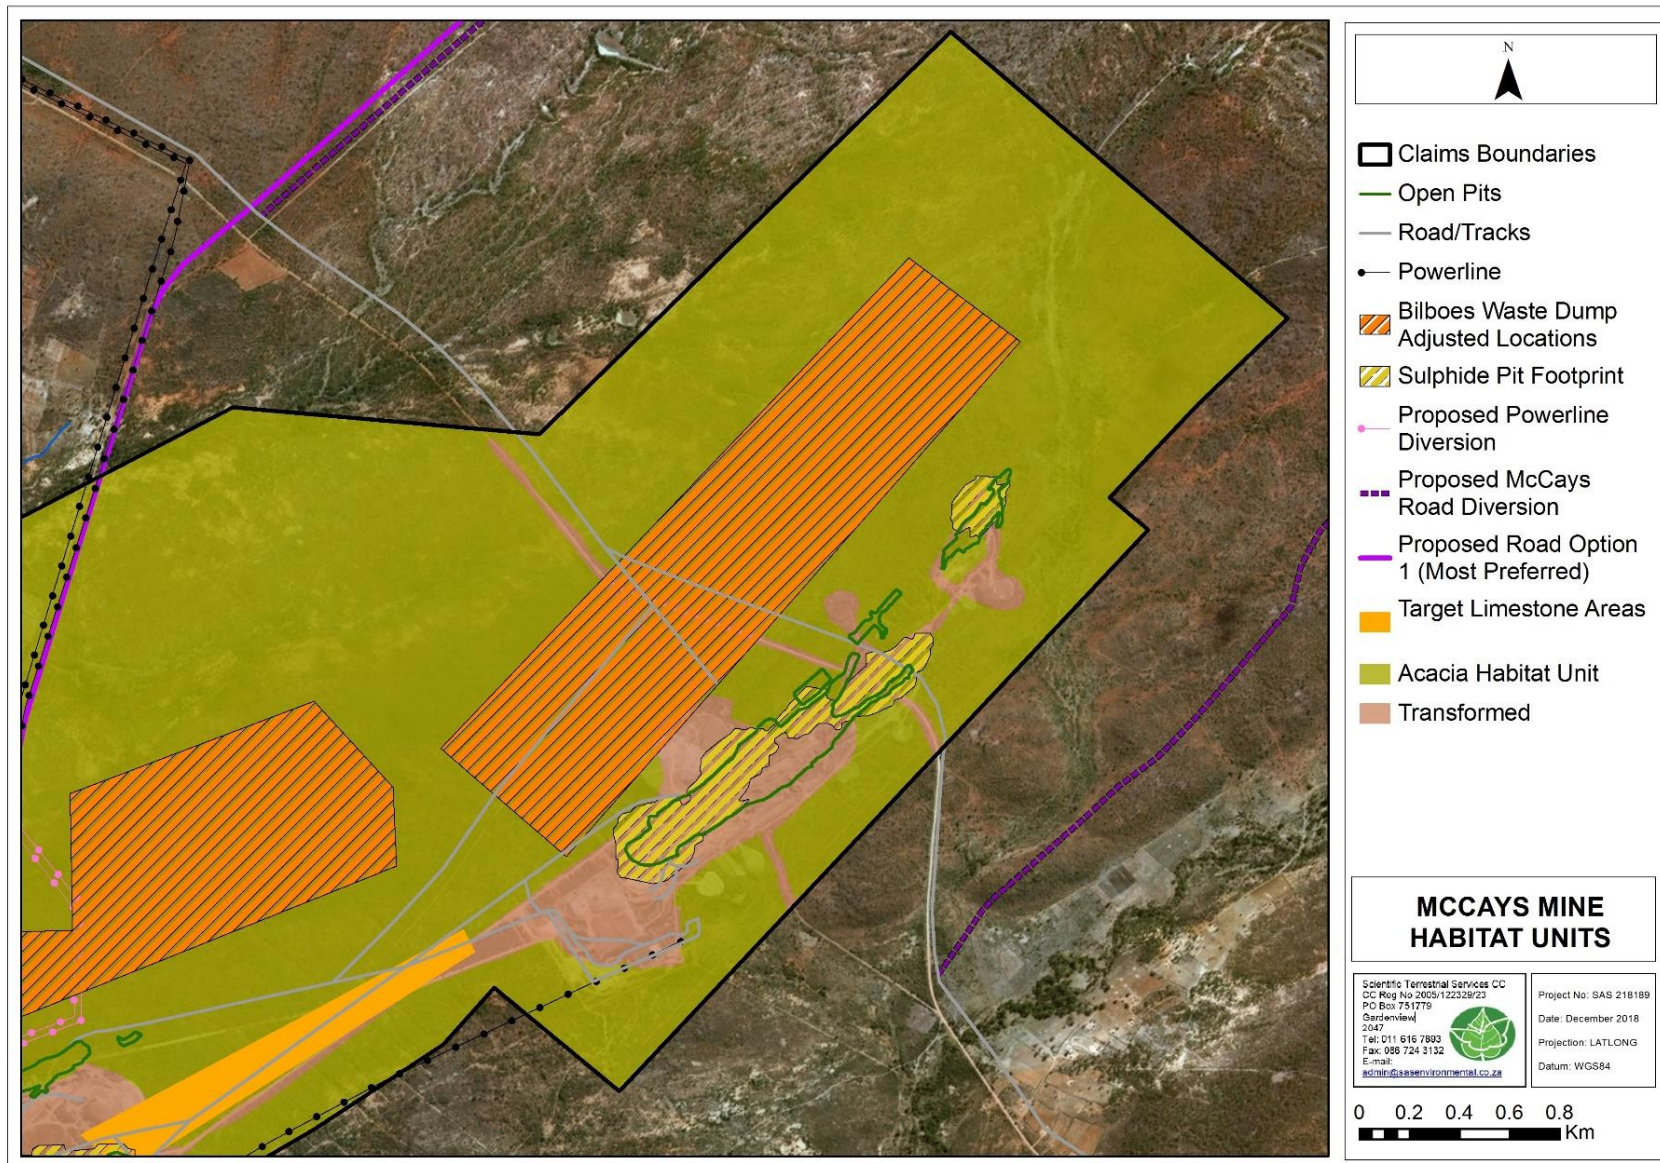 N
Claims Boundaries
Open Pits
Road/Tracks
Powerline
Bilboes Waste Dump
Adjusted Locations
Sulphide Pit Footprint
Proposed Powerline
Diversion
Proposed McCays
Road Diversion
Proposed Road Option
1 (Most Preferred)
Target Limestone Areas
Acacia Habitat Unit
Transformed
MCCAYS MINE
HABITAT UNITS
Scientific Terrestrial Services CC
CC Reg No 2005/122329/23
PO Box 751779
Gardenview
2047
Tel: 011 616 7893
Fax: 086 724 3132
E-mail:
admin@sasenvironmental.co.za
Project No: SAS 218189
Date: December 2018
Projection: LATLONG
Datum: WGS84
0 0.2 0.4 0.6 0.8
Km